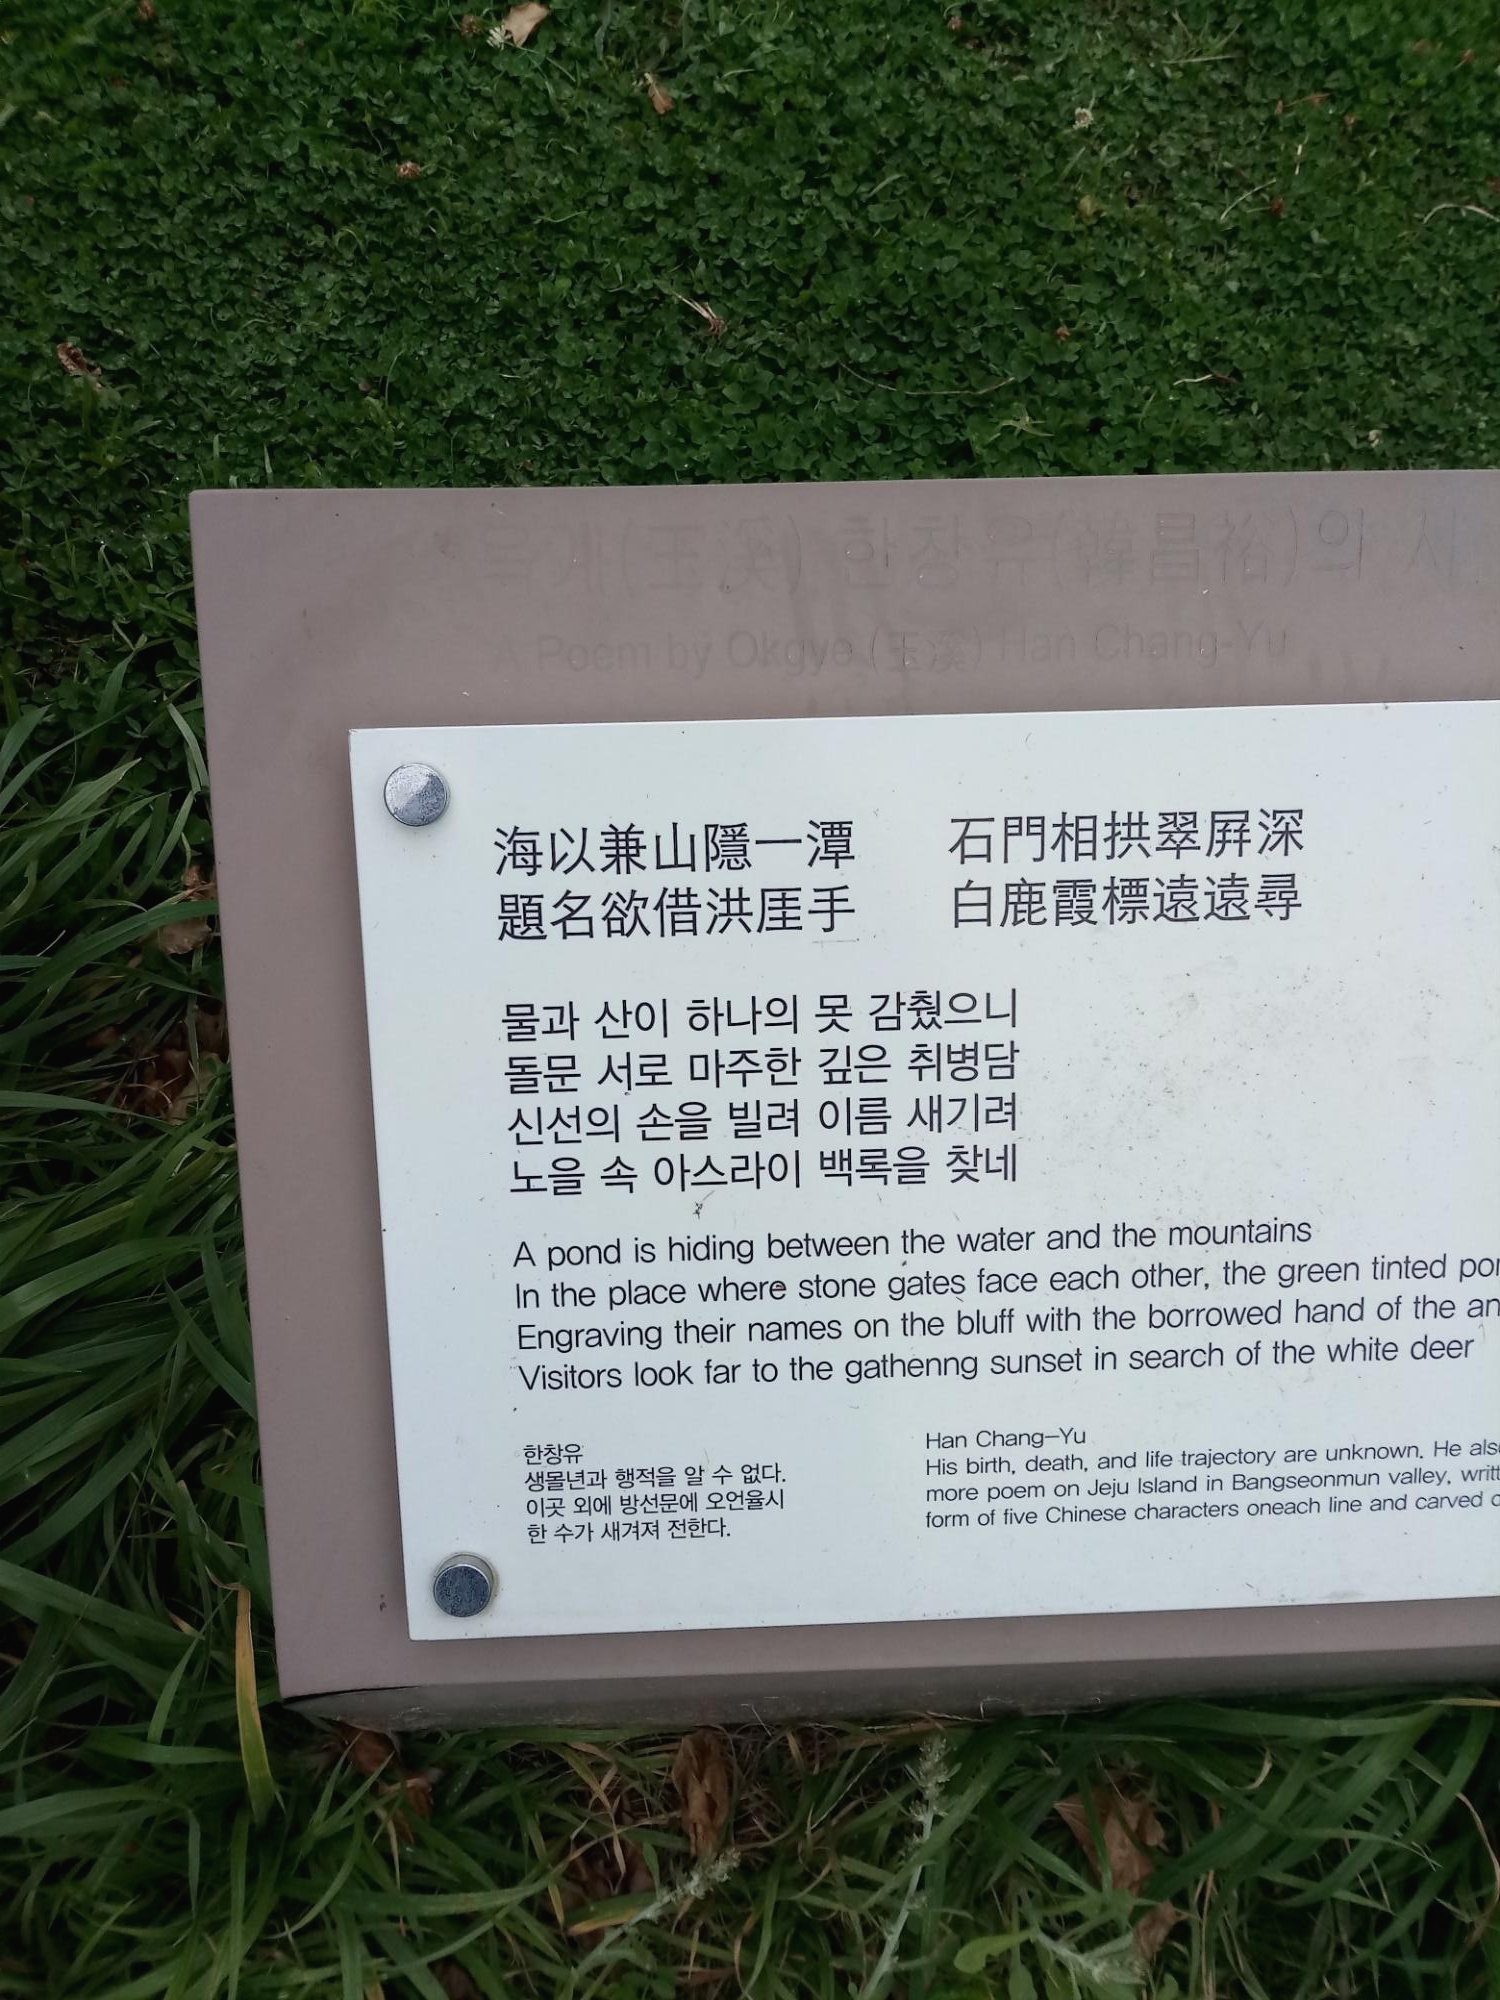 옥계(玉溪) 한창유(韓昌裕)의 시
A Poem by Okgye (玉溪) Han Chang-Yu
海以兼山隱一潭 石門相拱翠屛深
題名欲借洪厓手 白鹿霞標遠遠尋
물과 산이 하나의 못 감췄으니
돌문 서로 마주한 깊은 취병담
신선의 손을 빌려 이름 새기려
노을 속 아스라이 백록을 찾네
A pond is hiding between the water and the mountains
In the place where stone gates face each other, the green tinted
Engraving their names on the bluff with the borrowed hand of the
Visitors look far to the gathenng sunset in search of the white deer
한창유
생몰년과 행적을 알 수 없다.
이곳 외에 방선문에 오언율시
한 수가 새겨져 전한다.
Han Chang-Yu
His birth, death, and life trajectory are unknown. He
more poem on Jeju Island in Bangseonmun valley,
form of five Chinese characters oneach line and carved